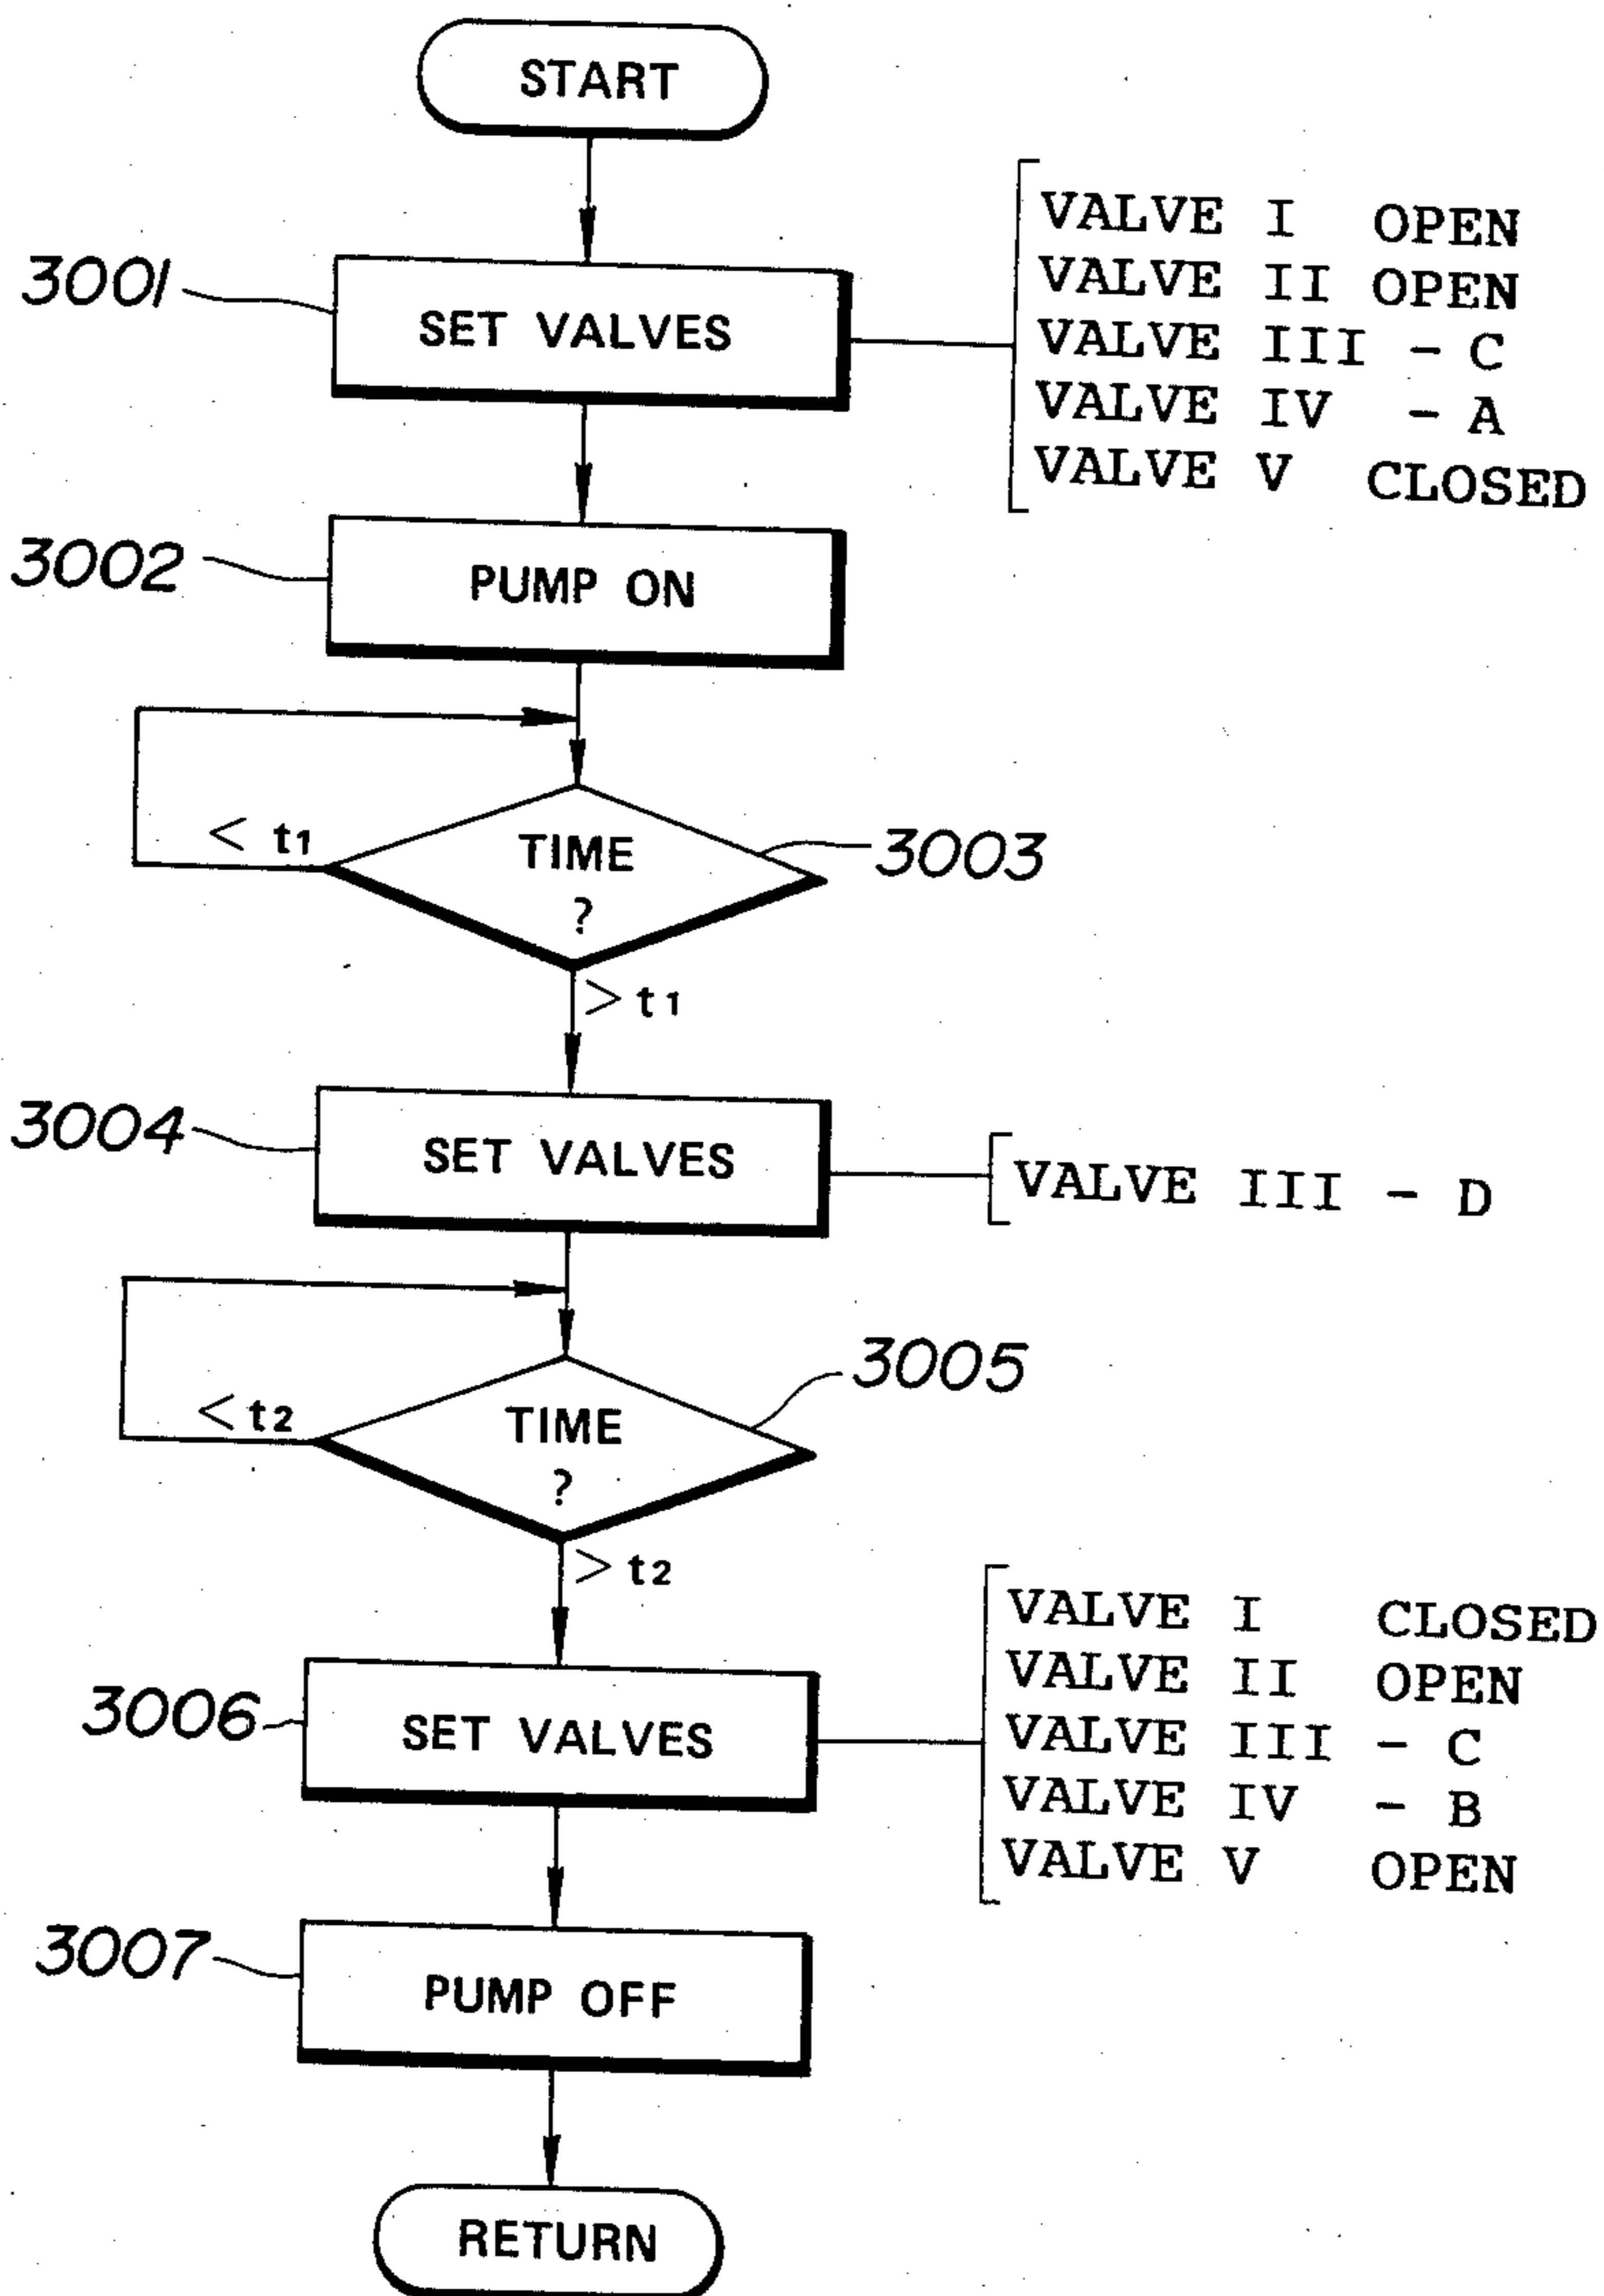 START
3001
SET VALVES
VALVE I OPEN
VALVE II OPEN
VALVE III - C
VALVE IV - A
VALVE V CLOSED
3002
PUMP ON
< t1
TIME
?
3003
> t1
3004
SET VALVES
VALVE III - D
< t2
TIME
?
3005
> t2
3006
SET VALVES
VALVE I CLOSED
VALVE II OPEN
VALVE III - C
VALVE IV - B
VALVE V OPEN
3007
PUMP OFF
RETURN